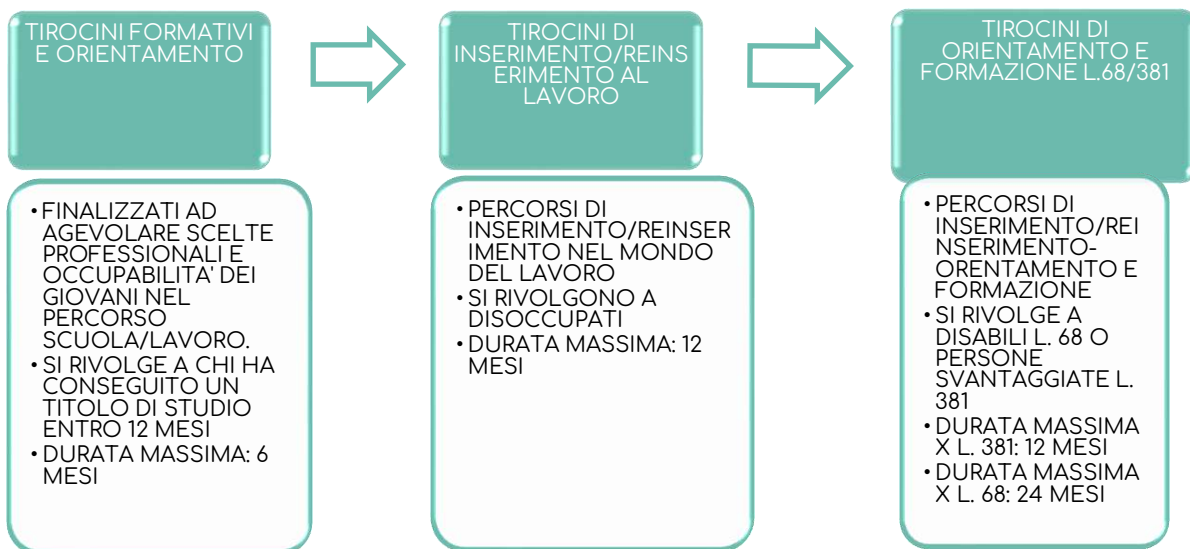 TIROCINI FORMATIVI
E ORIENTAMENTO
• FINALIZZATI AD
AGEVOLARE SCELTE
PROFESSIONALI E
OCCUPABILITA' DEI
GIOVANI NEL
PERCORSO
SCUOLA/LAVORO.
• SI RIVOLGE A CHI HA
CONSEGUITO UN
TITOLO DI STUDIO
ENTRO 12 MESI
• DURATA MASSIMA: 6
MESI
TIROCINI DI
INSERIMENTO/REINS
ERIMENTO AL
LAVORO
• PERCORSI DI
INSERIMENTO/REINSER
IMENTO NEL MONDO
DEL LAVORO
• SI RIVOLGONO A
DISOCCUPATI
• DURATA MASSIMA: 12
MESI
TIROCINI DI
ORIENTAMENTO E
FORMAZIONE L.68/381
• PERCORSI DI
INSERIMENTO/REI
NSERIMENTO-
ORENTAMENTO E
FORMAZIONE
• SI RIVOLGE A
DISABILI L. 68 O
PERSONE
SVANTAGGIATE L.
381
• DURATA MASSIMA
X L. 381: 12 MESI
• DURATA MASSIMA
X L. 68: 24 MESI